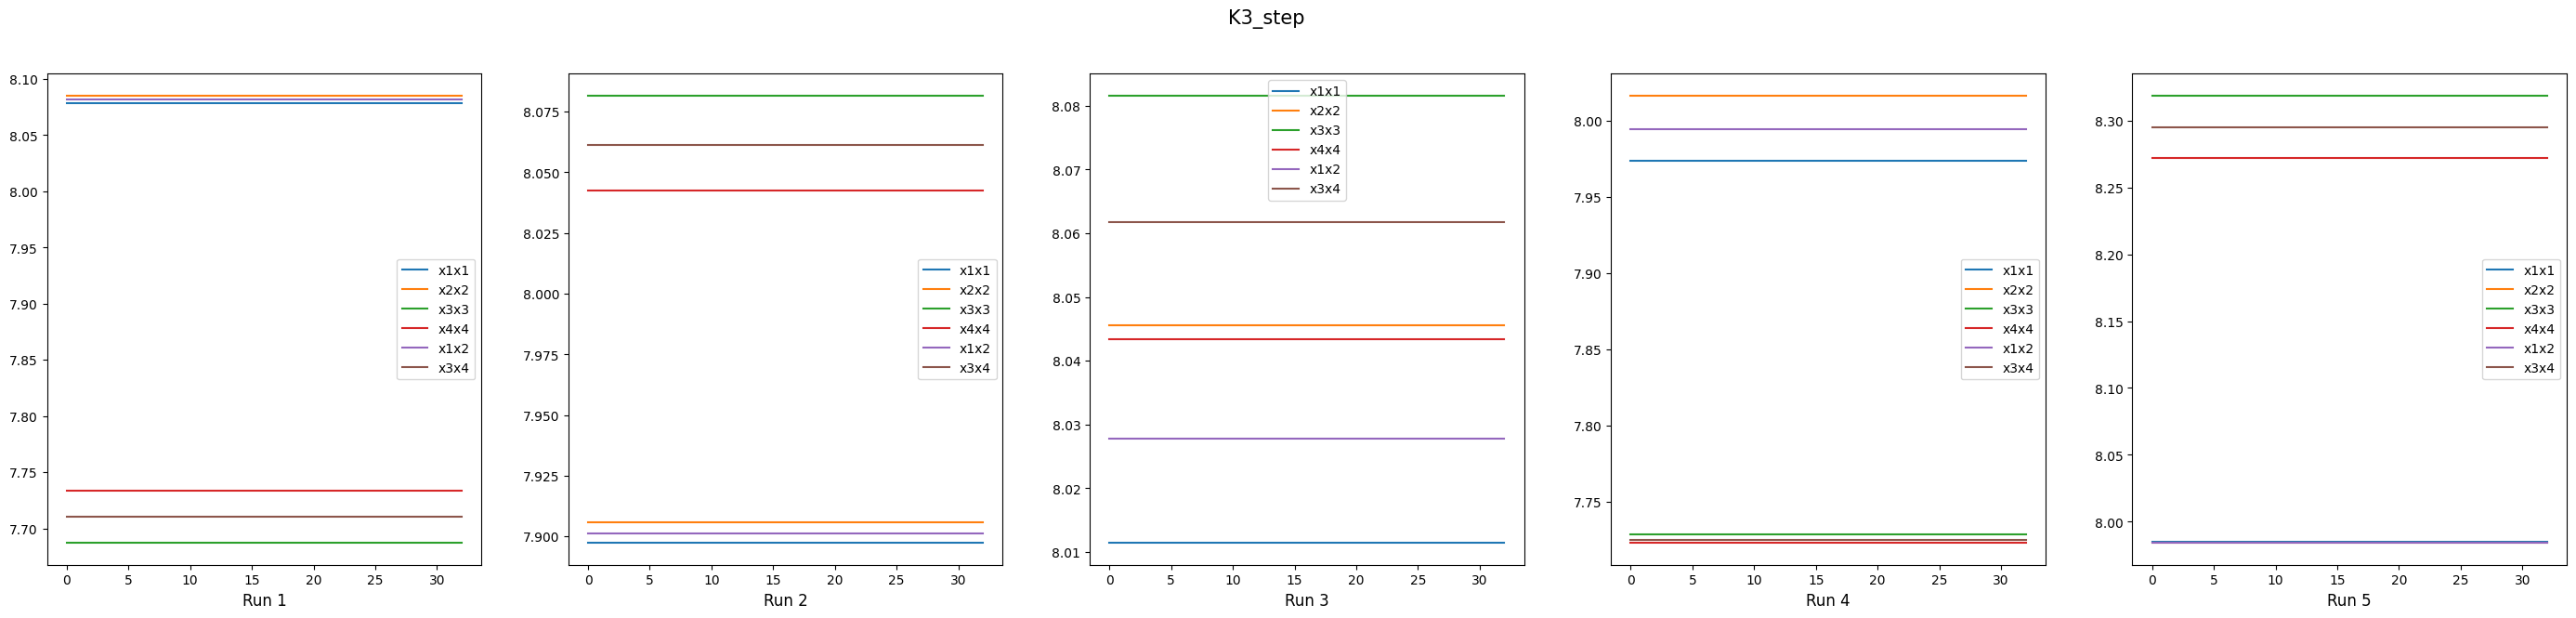 K3_step
8.10
8.05
8.00
7.95
7.90
7.85
7.80
7.75
7.70
x1x1
x2x2
x3x3
x4x4
x1x2
x3x4
0 5 10 15 20 25 30
Run 1
8.075
8.050
8.025
8.000
7.975
7.950
7.925
7.900
x1x1
x2x2
x3x3
x4x4
x1x2
x3x4
0 5 10 15 20 25 30
Run 2
8.08
8.07
8.06
8.05
8.04
8.03
8.02
8.01
x1x1
x2x2
x3x3
x4x4
x1x2
x3x4
0 5 10 15 20 25 30
Run 3
8.00
7.95
7.90
7.85
7.80
7.75
x1x1
x2x2
x3x3
x4x4
x1x2
x3x4
0 5 10 15 20 25 30
Run 4
8.30
8.25
8.20
8.15
8.10
8.05
8.00
x1x1
x2x2
x3x3
x4x4
x1x2
x3x4
0 5 10 15 20 25 30
Run 5